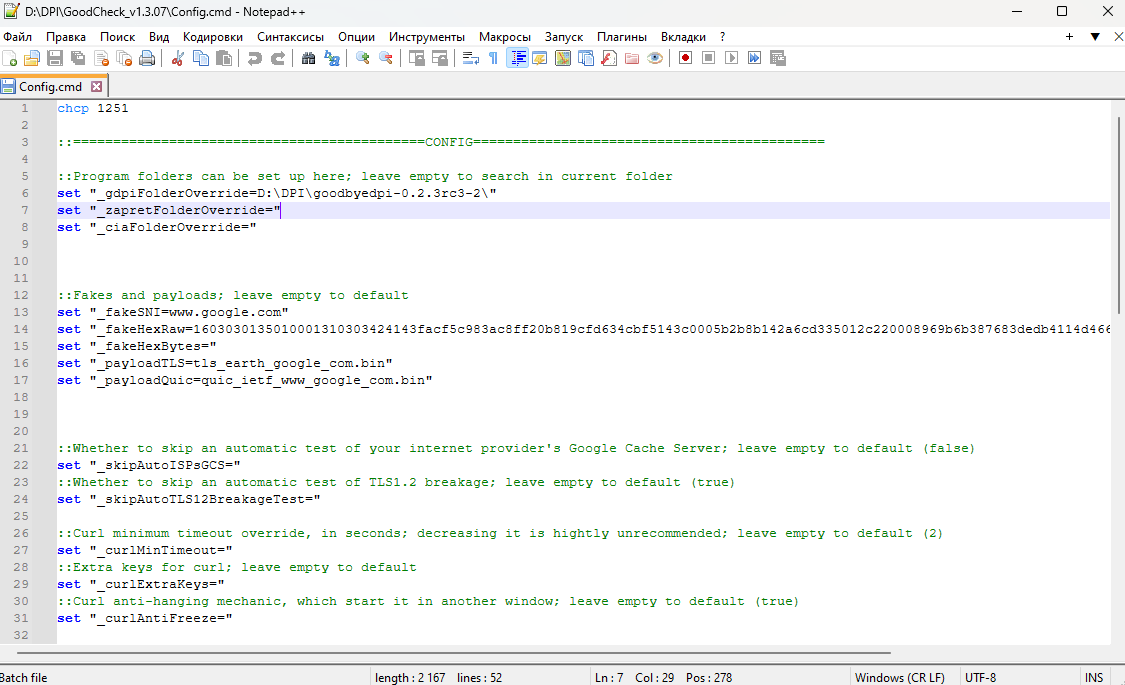 D:\DPI\GoodCheck_v1.3.07\Config.cmd - Notepad++
Файл Правка Поиск Вид Кодировки Синтаксисы Опции Инструменты Макросы Запуск Плагины Вкладки ?
Config.cmd
1 chcp 1251
2
3 ::============================================CONFIG============================================
4
5 ::Program folders can be set up here; leave empty to search in current folder
6 set "_gdpiFolderOverride=D:\DPI\goodbyedpi-0.2.3rc3-2\"
7 set "_zapretFolderOverride="
8 set "_ciaFolderOverride="
9
10
11
12 ::Fakes and payloads; leave empty to default
13 set "_fakeSNI=www.google.com"
14 set "_fakeHexRaw=1603030135010001310303424143facf5c983ac8ff20b819cfd634cbf5143c0005b2b8b142a6cd335012c220008969b6b387683dedb4114d466
15 set "_fakeHexBytes="
16 set "_payloadTLS=tls_earth_google_com.bin"
17 set "_payloadQuic=quic_ietf_www_google_com.bin"
18
19
20
21 ::Whether to skip an automatic test of your internet provider's Google Cache Server; leave empty to default (false)
22 set "_skipAutoISPsGCS="
23 ::Whether to skip an automatic test of TLS1.2 breakage; leave empty to default (true)
24 set "_skipAutoTLS12BreakageTest="
25
26 ::Curl minimum timeout override, in seconds; decreasing it is hightly unrecommended; leave empty to default (2)
27 set "_curlMinTimeout="
28 ::Extra keys for curl; leave empty to default
29 set "_curlExtraKeys="
30 ::Curl anti-hanging mechanic, which start it in another window; leave empty to default (true)
31 set "_curlAntiFreeze="
32
Batch file length : 2 167 lines : 52 Ln : 7 Col : 29 Pos : 278 Windows (CR LF) UTF-8 INS